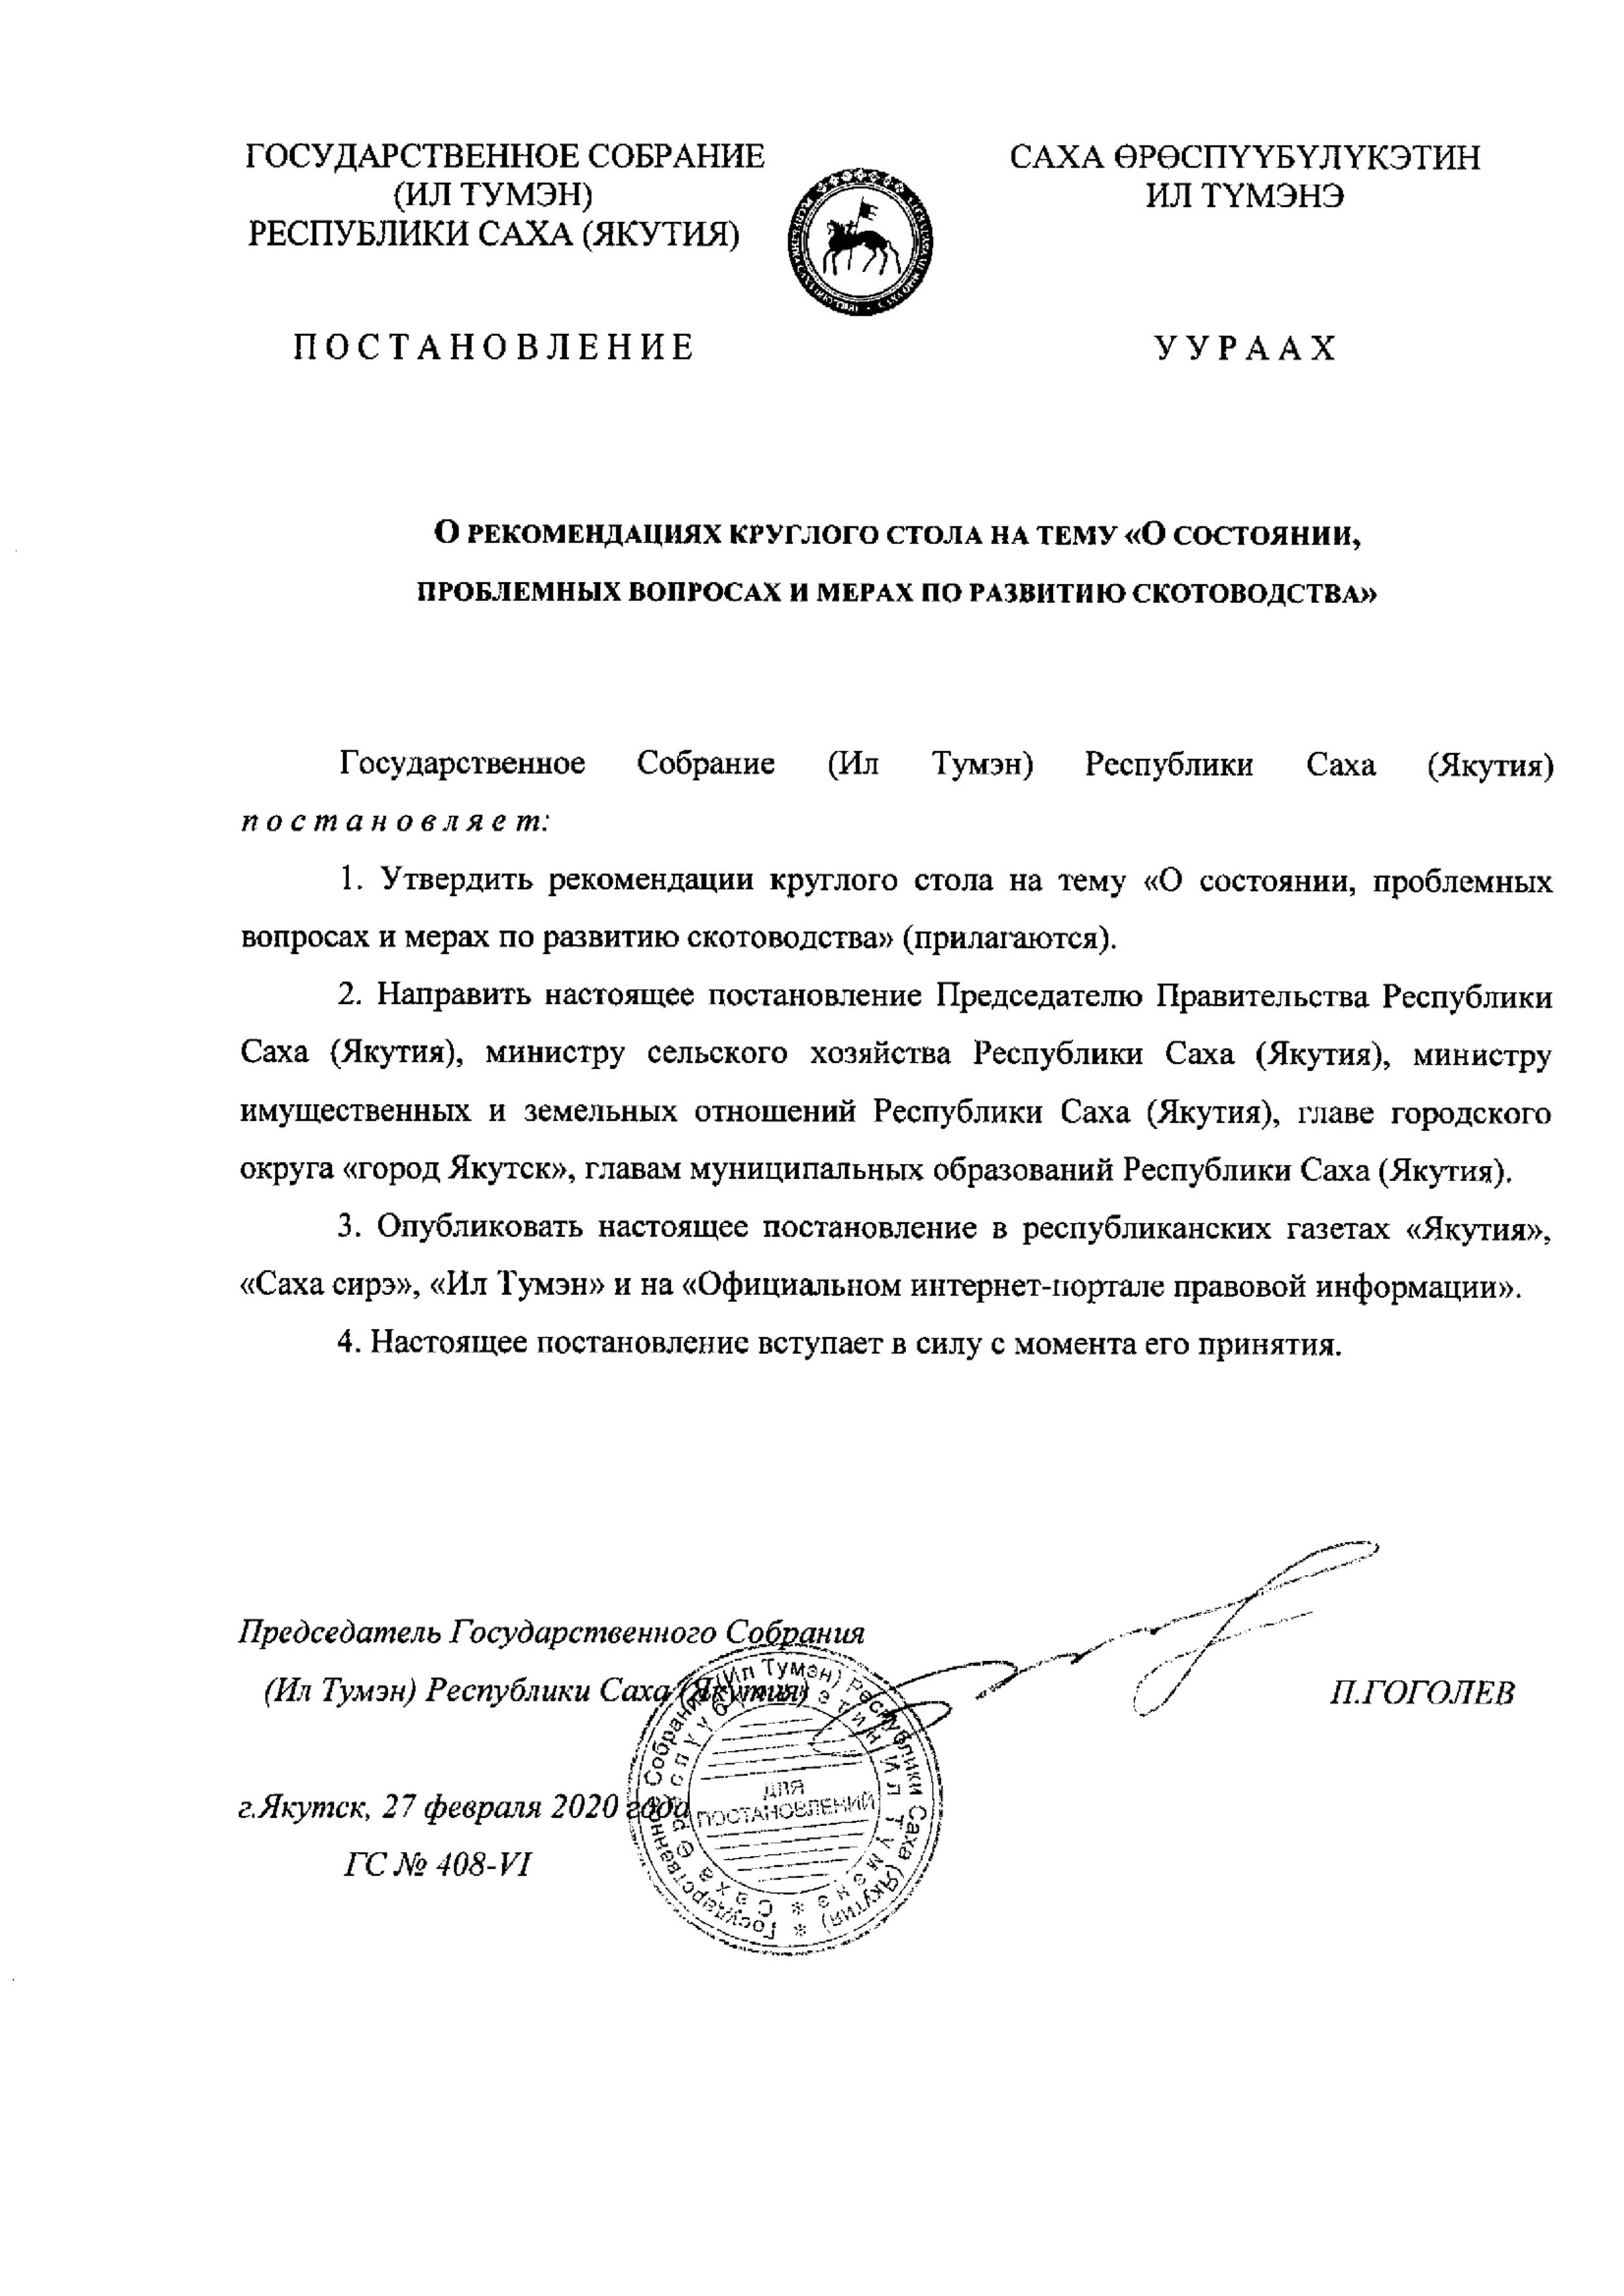 ГОСУДАРСТВЕННОЕ СОБРАНИЕ
(ИЛ ТУМЭН)
РЕСПУБЛИКИ САХА (ЯКУТИЯ)
САХА ӨРӨСПҮҮБҮЛҮКЭТИН
ИЛ ТҮМЭНЭ
П О С Т А Н О В Л Е Н И Е
У У Р А А Х
О РЕКОМЕНДАЦИЯХ КРУГЛОГО СТОЛА НА ТЕМУ «О СОСТОЯНИИ,
ПРОБЛЕМНЫХ ВОПРОСАХ И МЕРАХ ПО РАЗВИТИЮ СКОТОВОДСТВА»
Государственное Собрание (Ил Тумэн) Республики Саха (Якутия)
п о с т а н о в л я е т:
1. Утвердить рекомендации круглого стола на тему «О состоянии, проблемных
вопросах и мерах по развитию скотоводства» (прилагаются).
2. Направить настоящее постановление Председателю Правительства Республики
Саха (Якутия), министру сельского хозяйства Республики Саха (Якутия), министру
имущественных и земельных отношений Республики Саха (Якутия), главе городского
округа «город Якутск», главам муниципальных образований Республики Саха (Якутия).
3. Опубликовать настоящее постановление в республиканских газетах «Якутия»,
«Саха сирэ», «Ил Тумэн» и на «Официальном интернет-портале правовой информации».
4. Настоящее постановление вступает в силу с момента его принятия.
Председатель Государственного Собрания
(Ил Тумэн) Республики Саха (Якутия)
П.ГОГОЛЕВ
г.Якутск, 27 февраля 2020 года
ГС № 408-VI
Государственное Собрание (Ил Тумэн) Республики Саха (Якутия)
ДЛЯ
ПОСТАНОВЛЕНИЙ